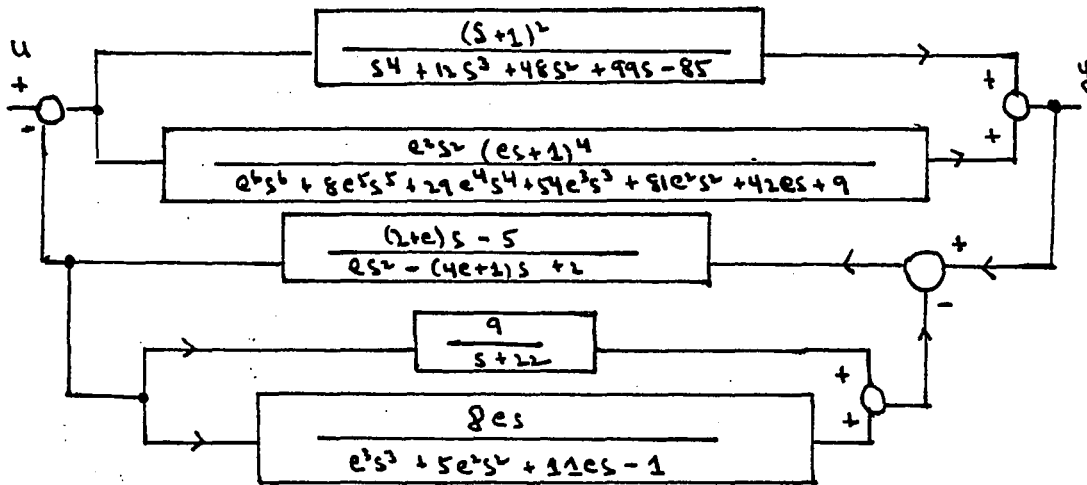 u
+
-
(s+1)²
s⁴ + 12s³ + 48s² + 99s - 85
+
y
+
e²s² (es+1)⁴
e⁶s⁶ + 8e⁵s⁵ + 29e⁴s⁴ + 54e³s³ + 81e²s² + 42es + 9
(2+e)s - 5
es² - (4e+1)s + 2
+
-
9
s + 22
+
+
8es
e³s³ + 5e²s² + 11es - 1